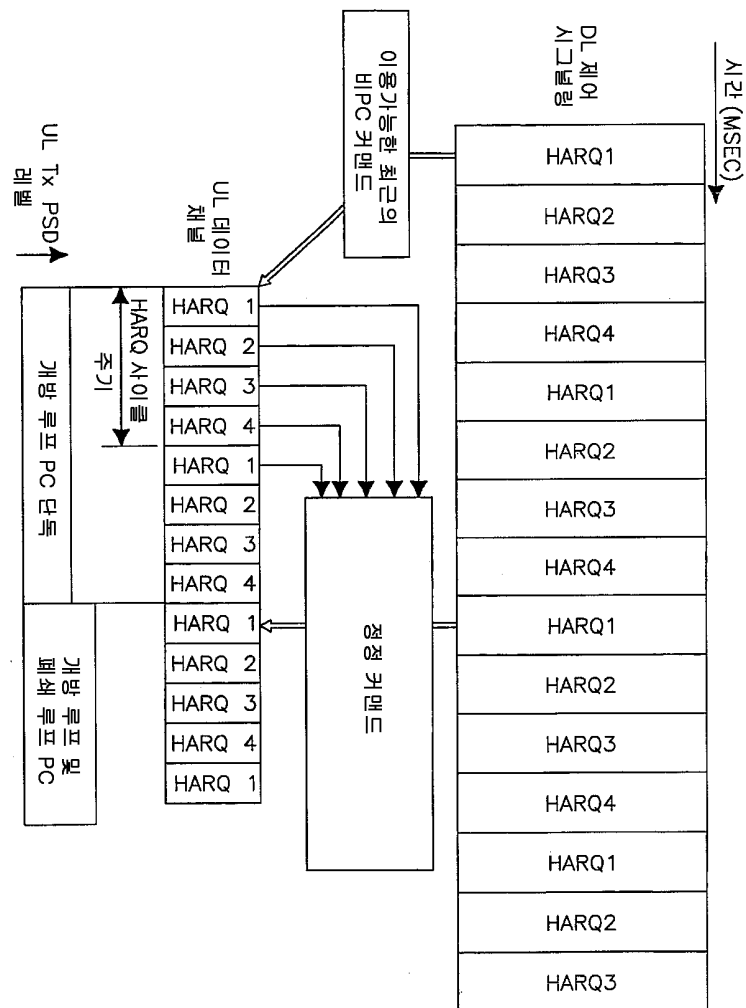 시간 (MSEC)
DL 제어
시그널링
HARQ1
HARQ2
HARQ3
HARQ4
HARQ1
HARQ2
HARQ3
HARQ4
HARQ1
HARQ2
HARQ3
HARQ4
HARQ1
HARQ2
HARQ3
이용가능한 최근의
비PC 커맨드
정정 커맨드
UL 데이터
채널
HARQ 1
HARQ 2
HARQ 3
HARQ 4
HARQ 1
HARQ 2
HARQ 3
HARQ 4
HARQ 1
HARQ 2
HARQ 3
HARQ 4
HARQ 1
HARQ 사이클
주기
UL Tx PSD
레벨
개방 루프 PC 단독
개방 루프 및
폐쇄 루프 PC